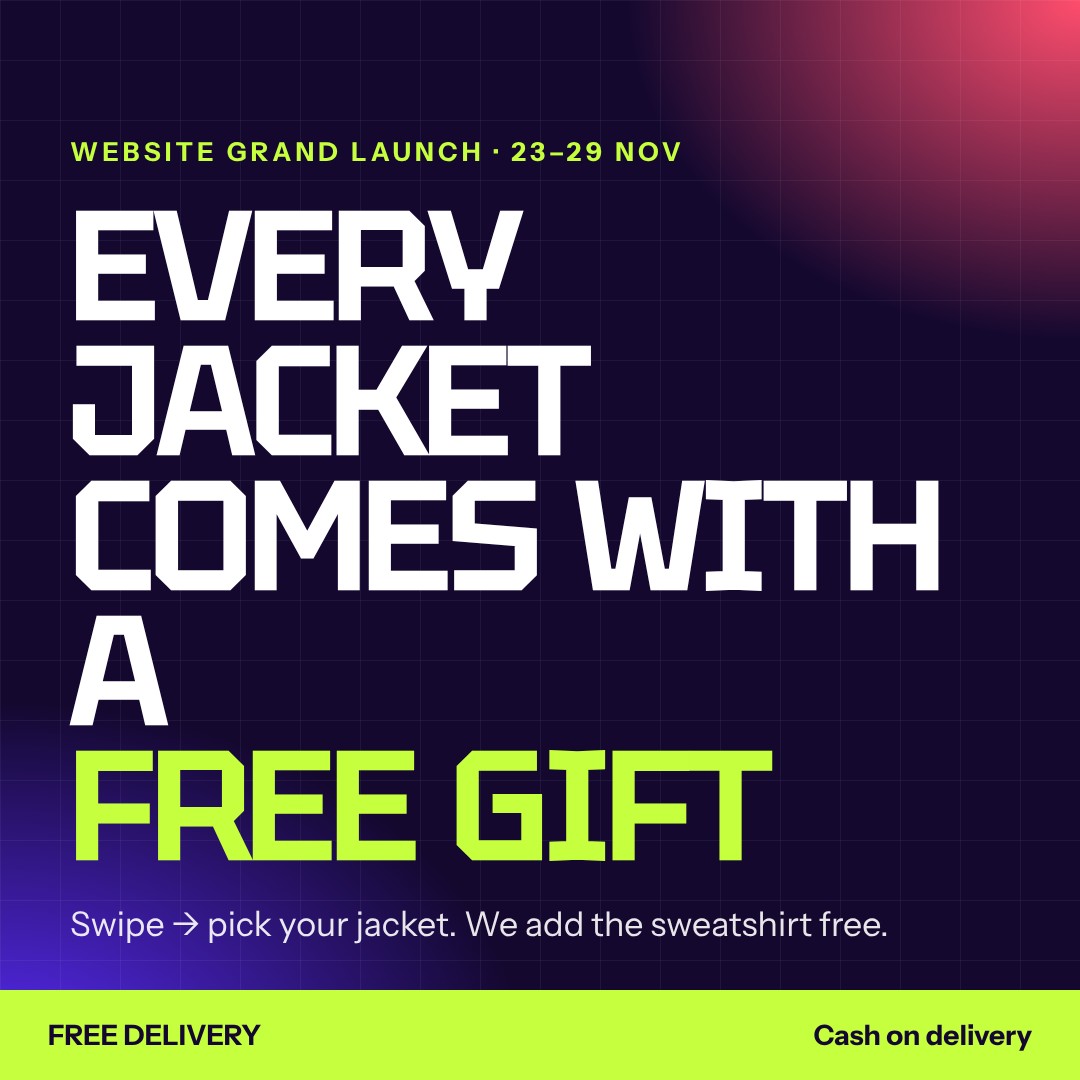 WEBSITE GRAND LAUNCH · 23–29 NOV
EVERY
JACKET
COMES WITH
A
FREE GIFT
Swipe → pick your jacket. We add the sweatshirt free.
FREE DELIVERY
Cash on delivery